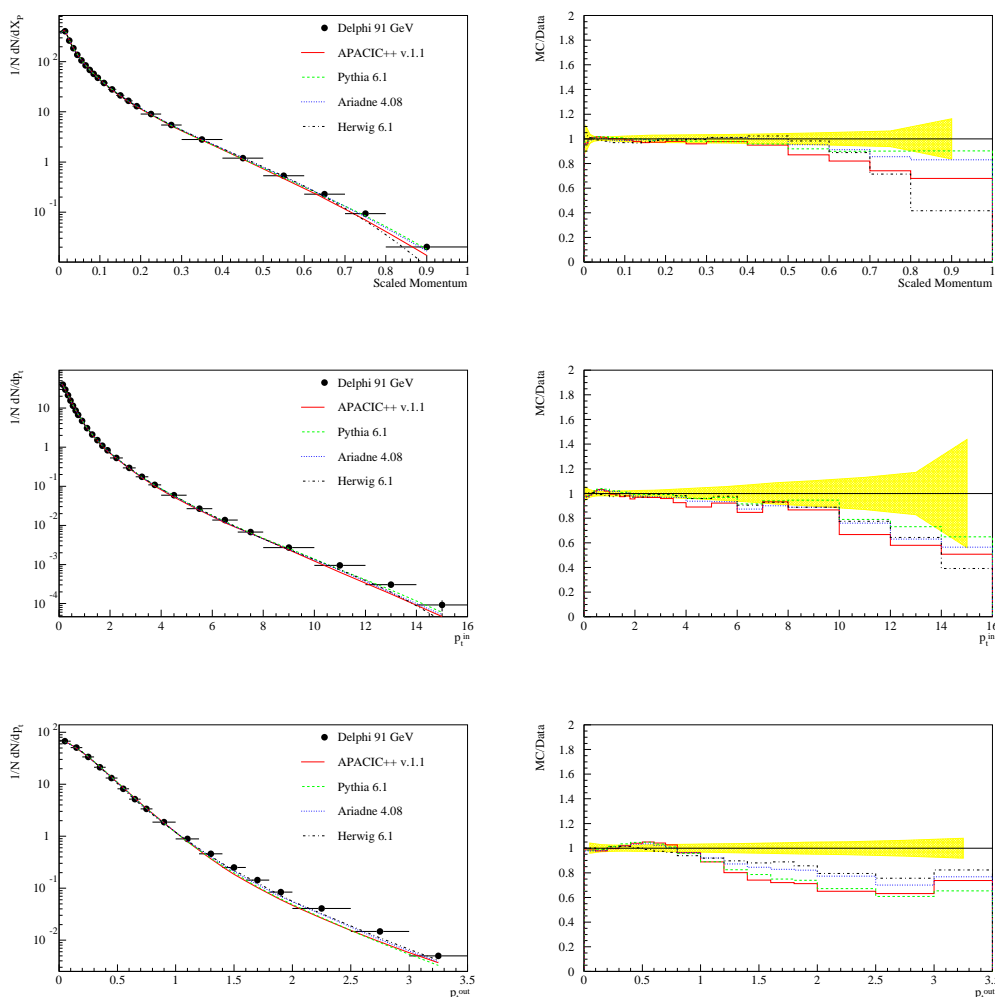 1/N dN/dX_P
10^2
10
1
10^-1
0 0.1 0.2 0.3 0.4 0.5 0.6 0.7 0.8 0.9 1
Scaled Momentum
Delphi 91 GeV
APACIC++ v.1.1
Pythia 6.1
Ariadne 4.08
Herwig 6.1
MC/Data
2
1.8
1.6
1.4
1.2
1
0.8
0.6
0.4
0.2
0
0 0.1 0.2 0.3 0.4 0.5 0.6 0.7 0.8 0.9 1
Scaled Momentum
1/N dN/dp_t
10
1
10^-1
10^-2
10^-3
10^-4
0 2 4 6 8 10 12 14 16
p_t^in
Delphi 91 GeV
APACIC++ v.1.1
Pythia 6.1
Ariadne 4.08
Herwig 6.1
MC/Data
2
1.8
1.6
1.4
1.2
1
0.8
0.6
0.4
0.2
0
0 2 4 6 8 10 12 14 16
p_t^in
1/N dN/dp_t
10^2
10
1
10^-1
10^-2
0 0.5 1 1.5 2 2.5 3 3.5
p_t^out
Delphi 91 GeV
APACIC++ v.1.1
Pythia 6.1
Ariadne 4.08
Herwig 6.1
MC/Data
2
1.8
1.6
1.4
1.2
1
0.8
0.6
0.4
0.2
0
0 0.5 1 1.5 2 2.5 3 3.5
p_t^out